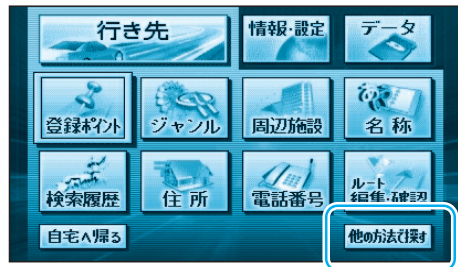 行き先
情報・設定
データ
登録ポイント
ジャンル
周辺施設
名称
検索履歴
住所
電話番号
ルート
編集・確認
自宅へ帰る
他の方法で探す